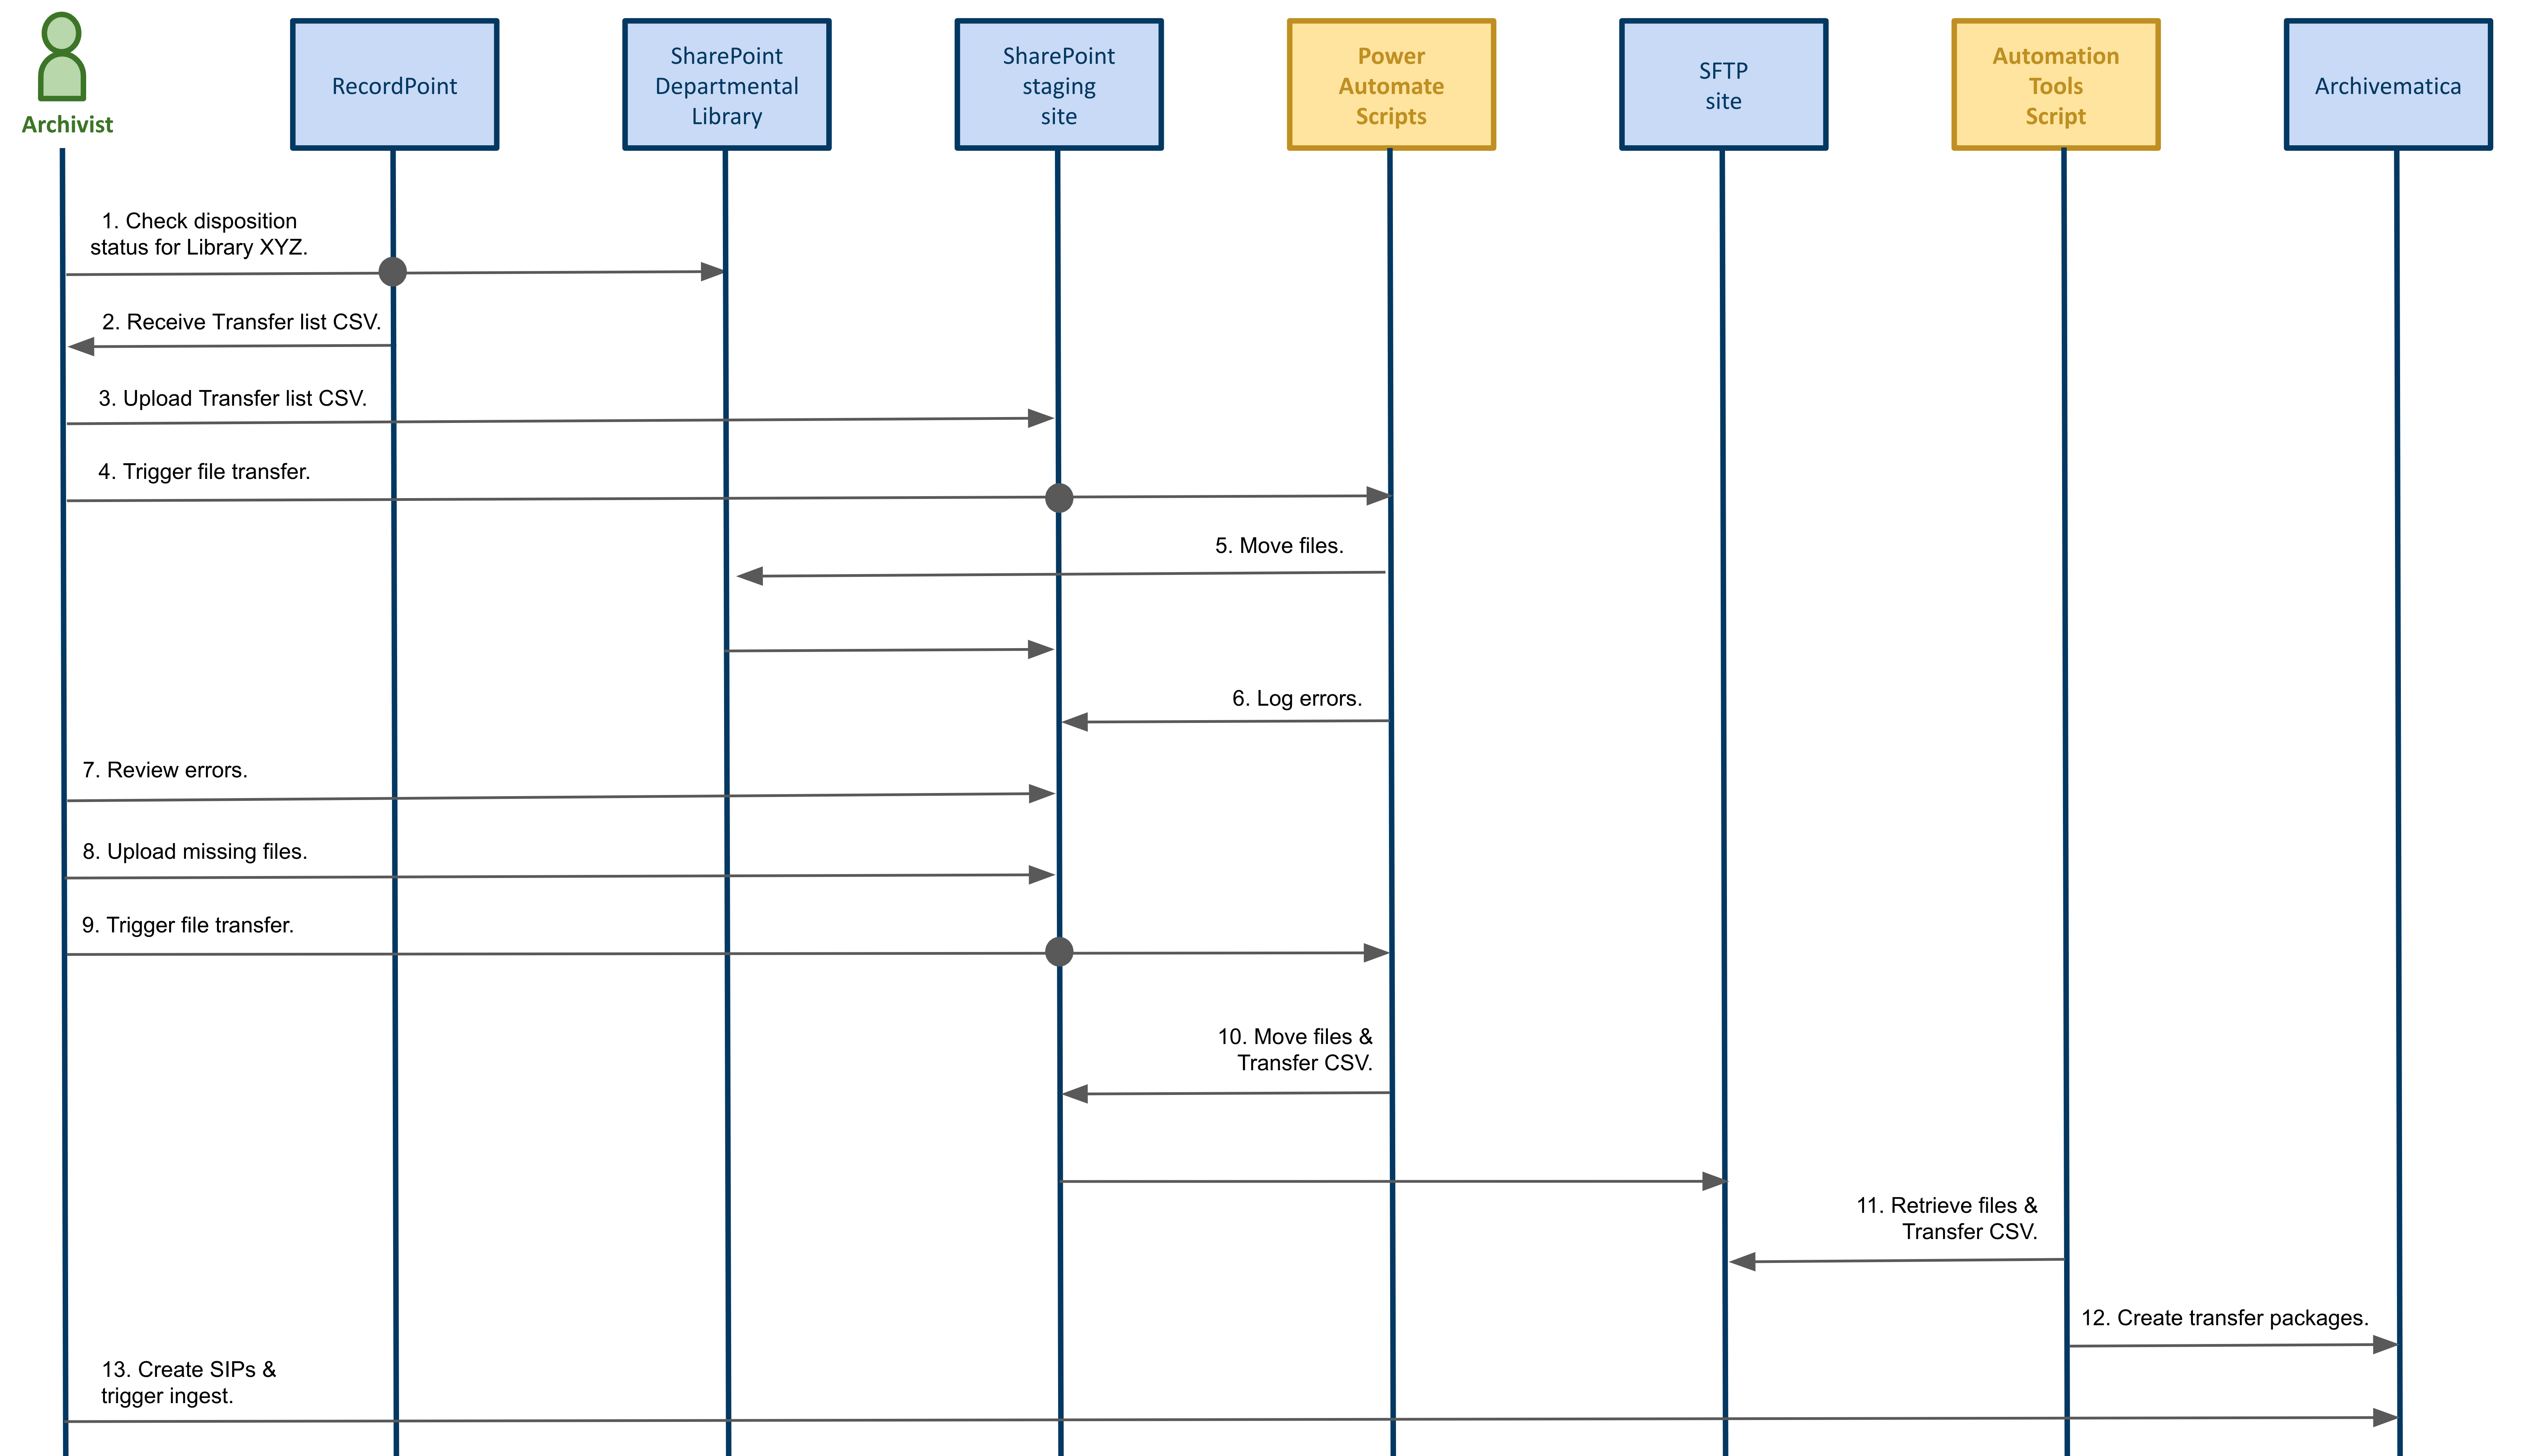 Archivist
RecordPoint
SharePoint
Departmental
Library
SharePoint
staging
site
Power
Automate
Scripts
SFTP
site
Automation
Tools
Script
Archivematica
1. Check disposition
status for Library XYZ.
2. Receive Transfer list CSV.
3. Upload Transfer list CSV.
4. Trigger file transfer.
5. Move files.
6. Log errors.
7. Review errors.
8. Upload missing files.
9. Trigger file transfer.
10. Move files &
Transfer CSV.
11. Retrieve files &
Transfer CSV.
12. Create transfer packages.
13. Create SIPs &
trigger ingest.